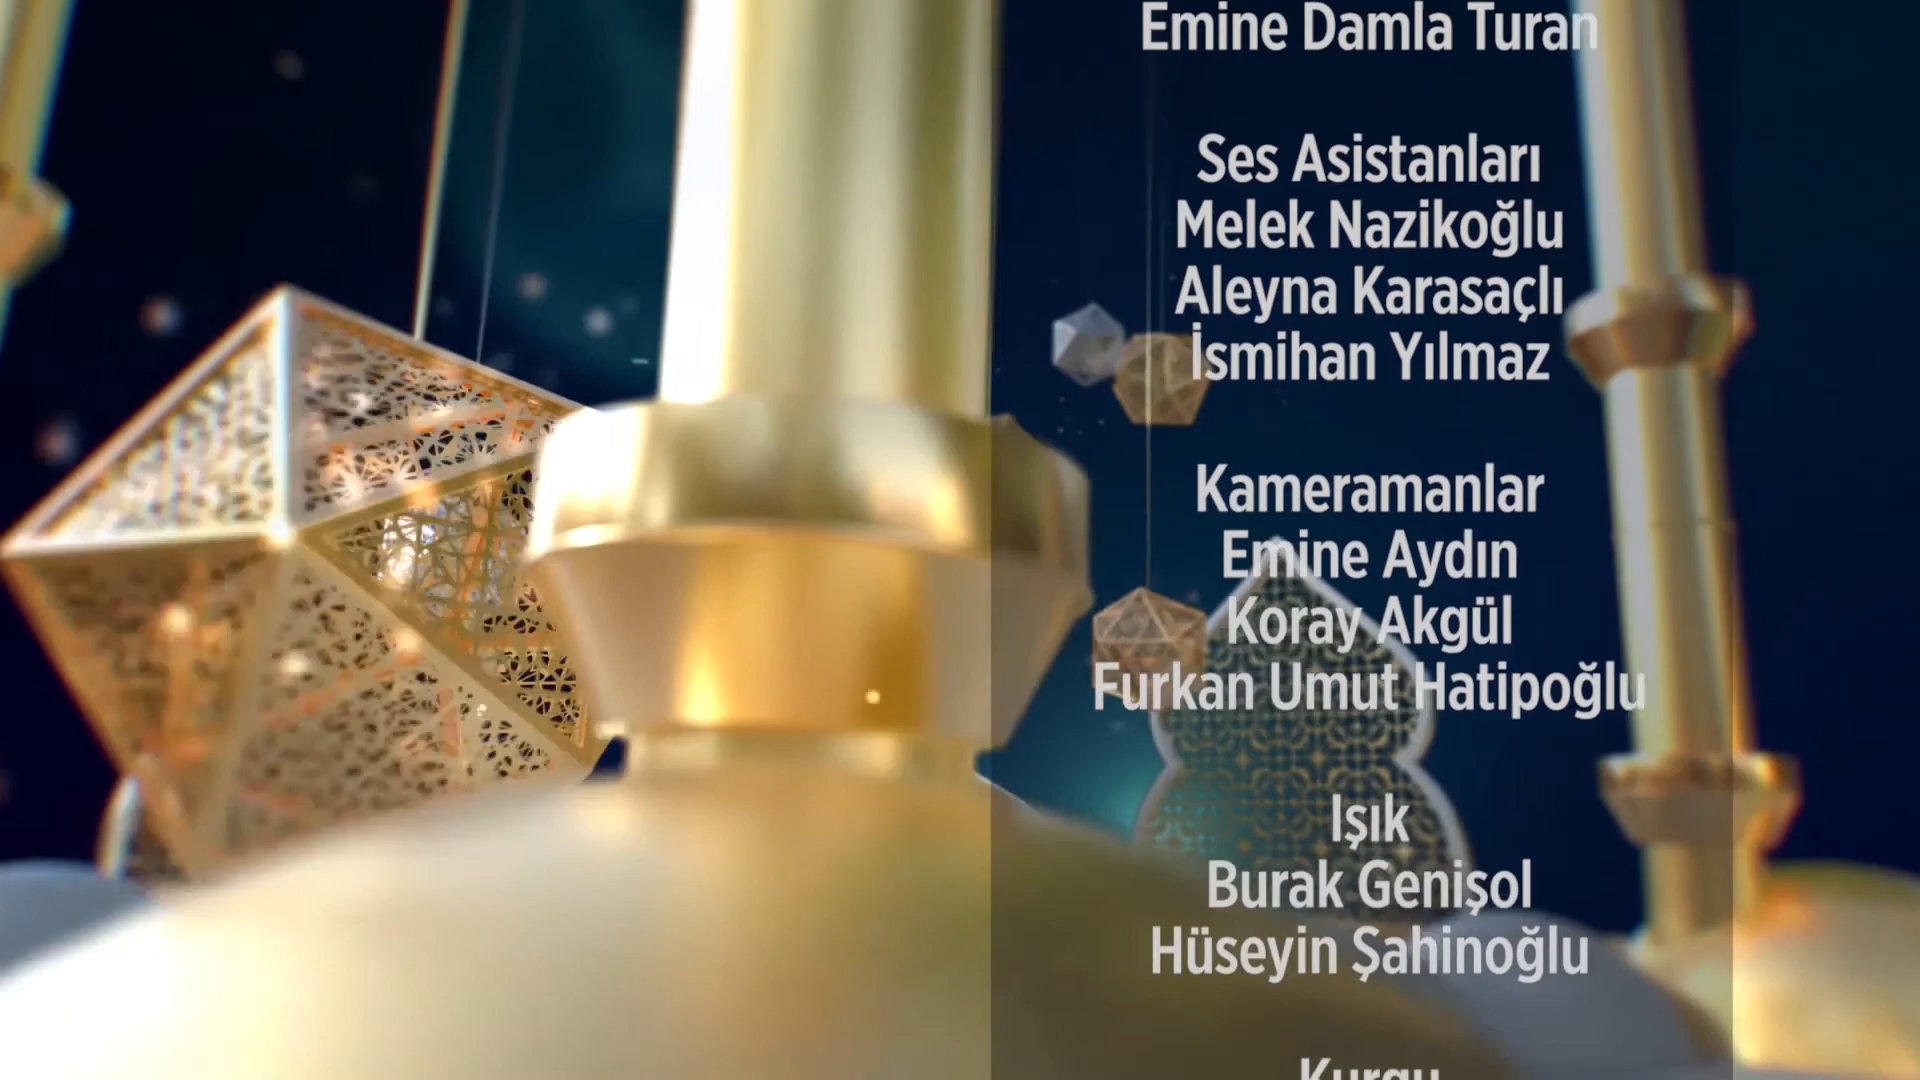 Emine Damla Turan
Ses Asistanları
Melek Nazikoğlu
Aleyna Karasaçlı
İsmihan Yılmaz
Kameramanlar
Emine Aydın
Koray Akgül
Furkan Umut Hatipoğlu
Işık
Burak Genişol
Hüseyin Şahinoğlu
Kurgu